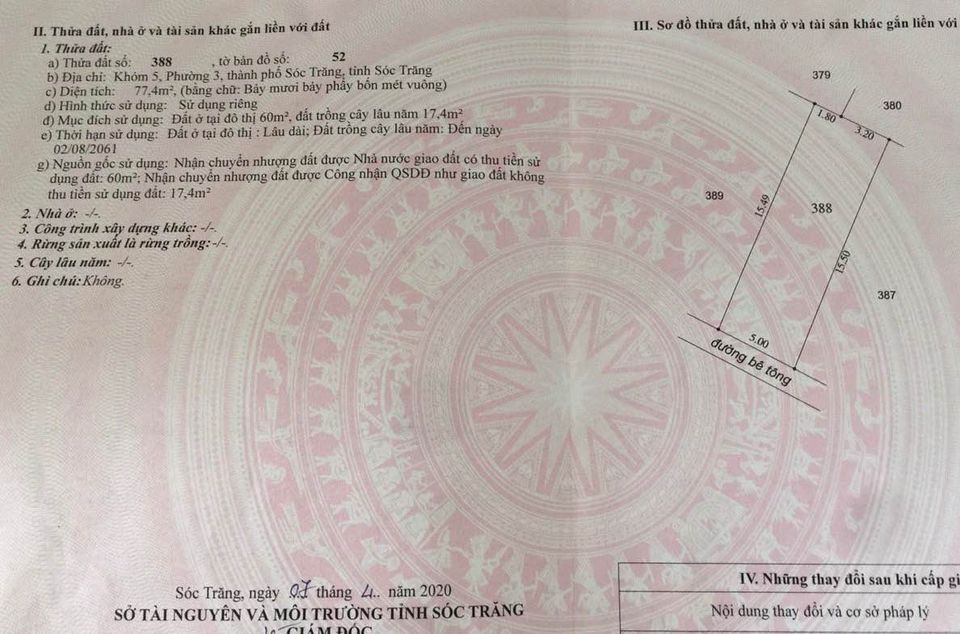 II. Thửa đất, nhà ở và tài sản khác gắn liền với đất
1. Thửa đất:
a) Thửa đất số: 388 , tờ bản đồ số: 52
b) Địa chỉ: Khóm 5, Phường 3, thành phố Sóc Trăng, tỉnh Sóc Trăng
c) Diện tích: 77,4m², (bằng chữ: Bảy mươi bảy phẩy bốn mét vuông)
d) Hình thức sử dụng: Sử dụng riêng
đ) Mục đích sử dụng: Đất ở tại đô thị 60m², đất trồng cây lâu năm 17,4m²
e) Thời hạn sử dụng: Đất ở tại đô thị : Lâu dài; Đất trồng cây lâu năm: Đến ngày
02/08/2061
g) Nguồn gốc sử dụng: Nhận chuyển nhượng đất được Nhà nước giao đất có thu tiền sử
dụng đất: 60m²; Nhận chuyển nhượng đất được Công nhận QSDĐ như giao đất không
thu tiền sử dụng đất: 17,4m²
2. Nhà ở: -/-.
3. Công trình xây dựng khác: -/-.
4. Rừng sản xuất là rừng trồng: -/-.
5. Cây lâu năm: -/-.
6. Ghi chú: Không.
Sóc Trăng, ngày 07 tháng 4 năm 2020
SỞ TÀI NGUYÊN VÀ MÔI TRƯỜNG TỈNH SÓC TRĂNG
GIÁM ĐỐC
III. Sơ đồ thửa đất, nhà ở và tài sản khác gắn liền với
379
380
1.80
3.20
389
15.49
388
15.50
387
5.00
đường bê tông
IV. Những thay đổi sau khi cấp gi
Nội dung thay đổi và cơ sở pháp lý